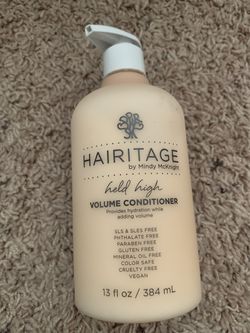 HAIRITAGE
by Mindy McKnight
held high
VOLUME CONDITIONER
Provides hydration while
adding volume
SLS & SLES FREE
PHTHALATE FREE
PARABEN FREE
GLUTEN FREE
MINERAL OIL FREE
COLOR SAFE
CRUELTY FREE
VEGAN
13 fl oz / 384 mL